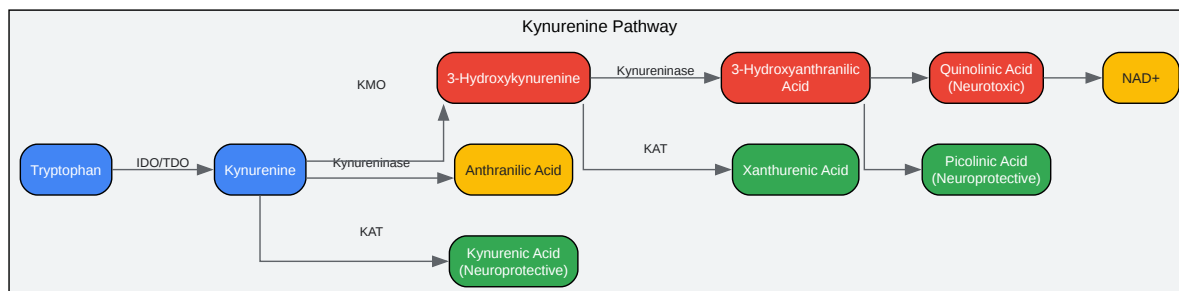 Kynurenine Pathway
KMO
3-Hydroxykynurenine
Kynureninase
3-Hydroxyanthranilic
Acid
Quinolinic Acid
(Neurotoxic)
NAD+
Tryptophan
IDO/TDO
Kynurenine
Kynureninase
Anthranilic Acid
KAT
Xanthurenic Acid
Picolinic Acid
(Neuroprotective)
KAT
Kynurenic Acid
(Neuroprotective)